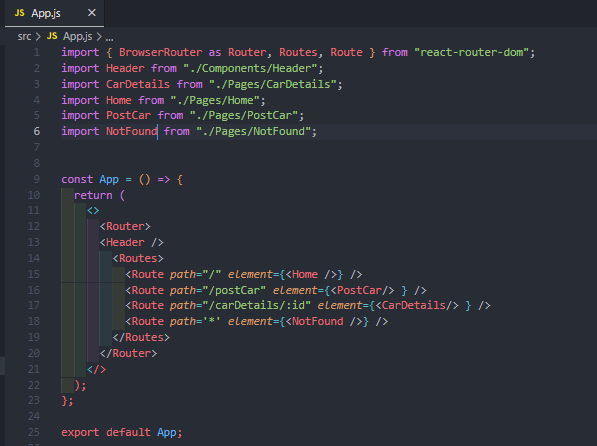 JS App.js ×
src > JS App.js > ...
1 import { BrowserRouter as Router, Routes, Route } from "react-router-dom";
2 import Header from "./Components/Header";
3 import CarDetails from "./Pages/CarDetails";
4 import Home from "./Pages/Home";
5 import PostCar from "./Pages/PostCar";
6 import NotFound from "./Pages/NotFound";
7
8
9 const App = () => {
10   return (
11     <>
12       <Router>
13       <Header />
14         <Routes>
15           <Route path="/" element={<Home />} />
16           <Route path="/postCar" element={<PostCar/> } />
17           <Route path="/carDetails/:id" element={<CarDetails/> } />
18           <Route path='*' element={<NotFound />} />
19         </Routes>
20       </Router>
21     </>
22   );
23 };
24
25 export default App;